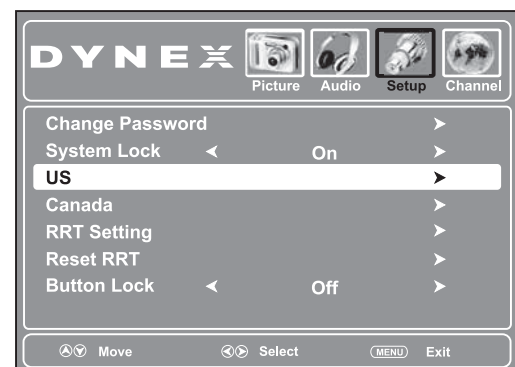 DYNEX
Picture Audio Setup Channel
Change Password
System Lock On
US
Canada
RRT Setting
Reset RRT
Button Lock Off
Move Select MENU Exit